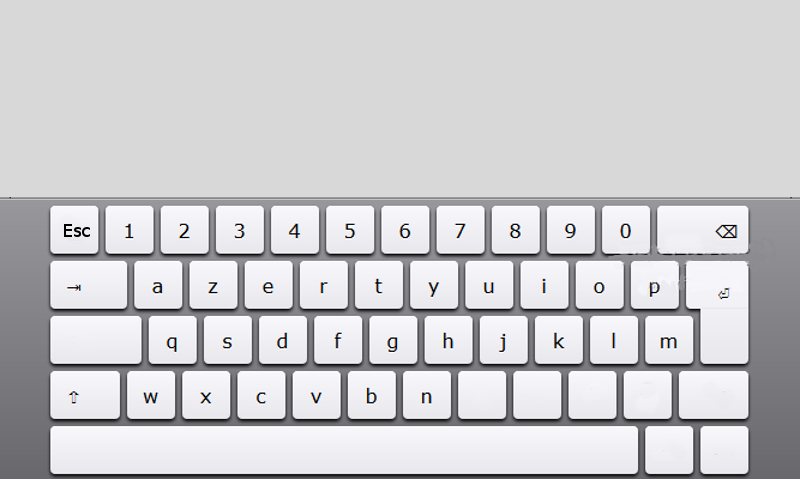 Esc 1 2 3 4 5 6 7 8 9 0 ⌫
⇥ a z e r t y u i o p ⏎
q s d f g h j k l m
⇧ w x c v b n